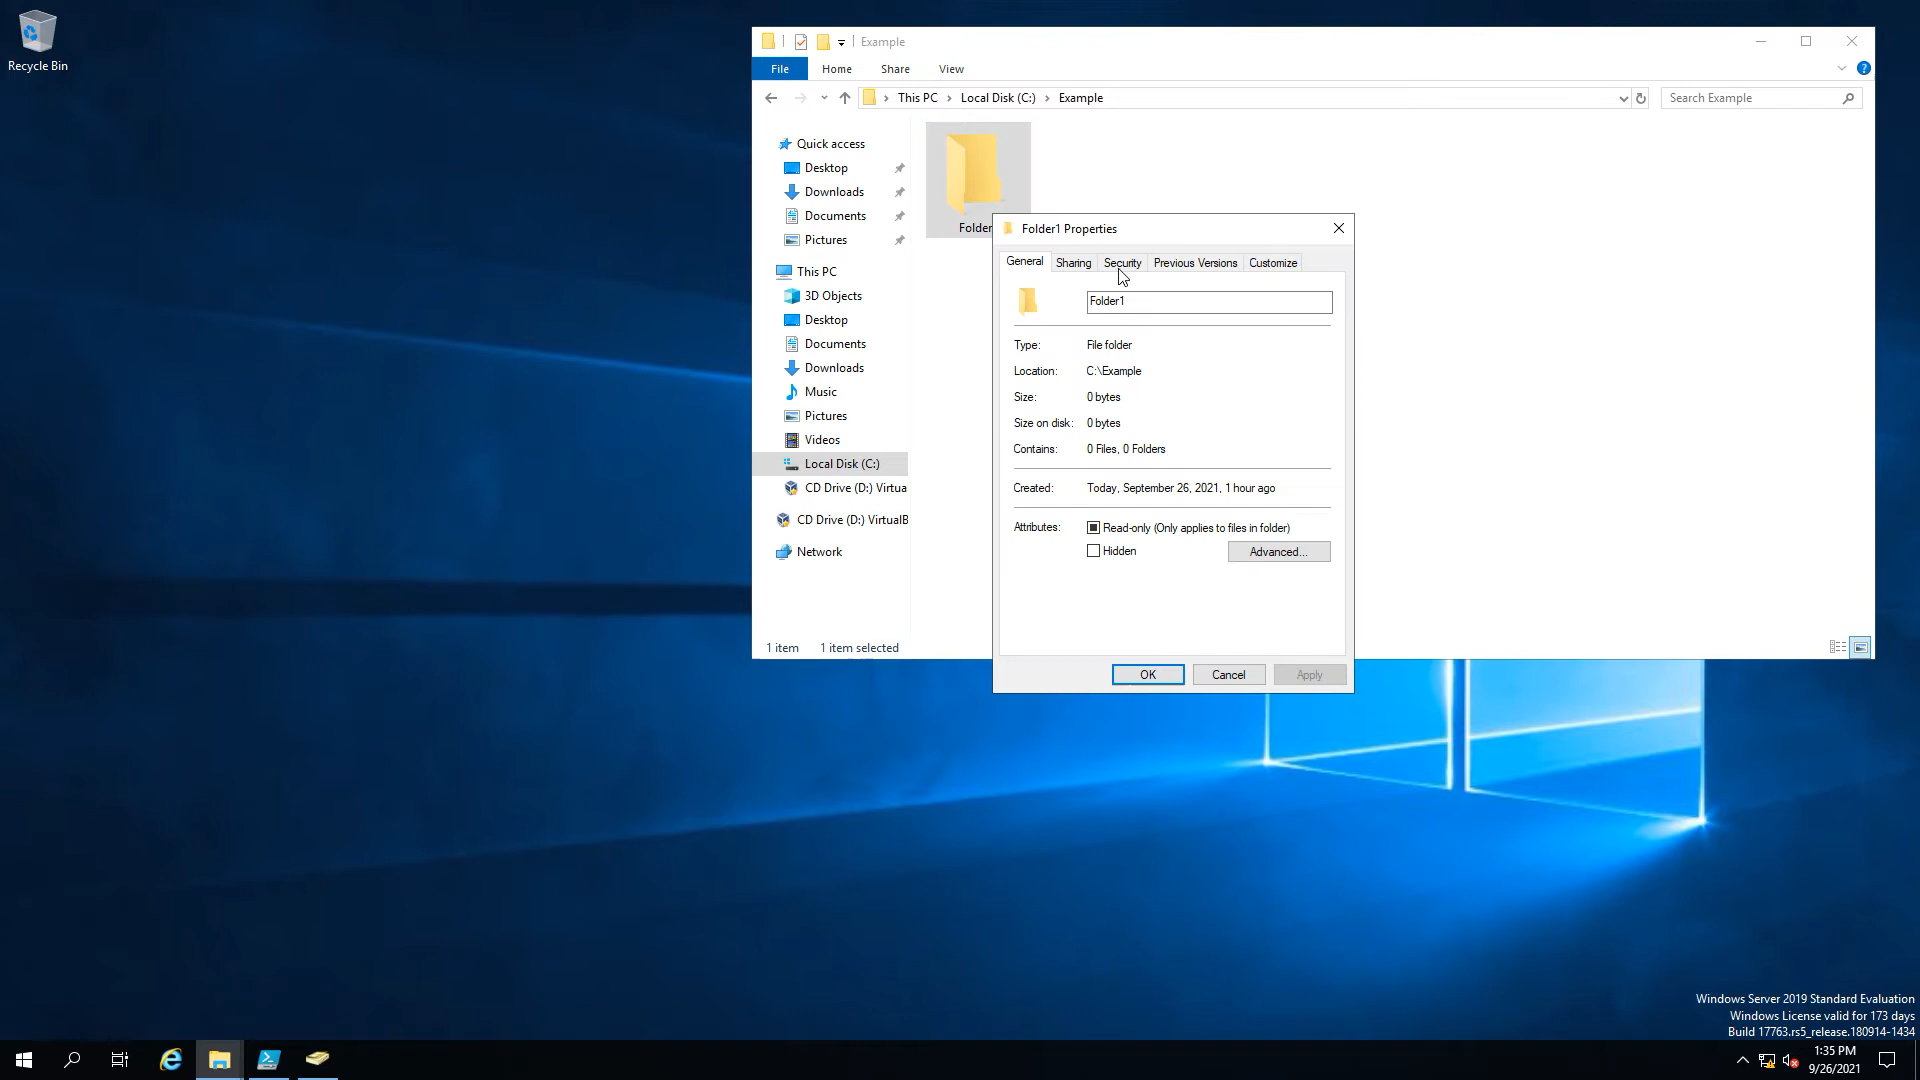 Recycle Bin
Example
File Home Share View
This PC Local Disk (C:) Example
Search Example
Quick access
Desktop
Downloads
Documents
Pictures
This PC
3D Objects
Desktop
Documents
Downloads
Music
Pictures
Videos
Local Disk (C:)
CD Drive (D:) Virtua
CD Drive (D:) VirtualB
Network
1 item 1 item selected
Folder
Folder1 Properties
General Sharing Security Previous Versions Customize
Folder1
Type: File folder
Location: C:\Example
Size: 0 bytes
Size on disk: 0 bytes
Contains: 0 Files, 0 Folders
Created: Today, September 26, 2021, 1 hour ago
Attributes: Read-only (Only applies to files in folder)
Hidden Advanced...
OK Cancel Apply
Windows Server 2019 Standard Evaluation
Windows License valid for 173 days
Build 17763.rs5_release.180914-1434
1:35 PM
9/26/2021